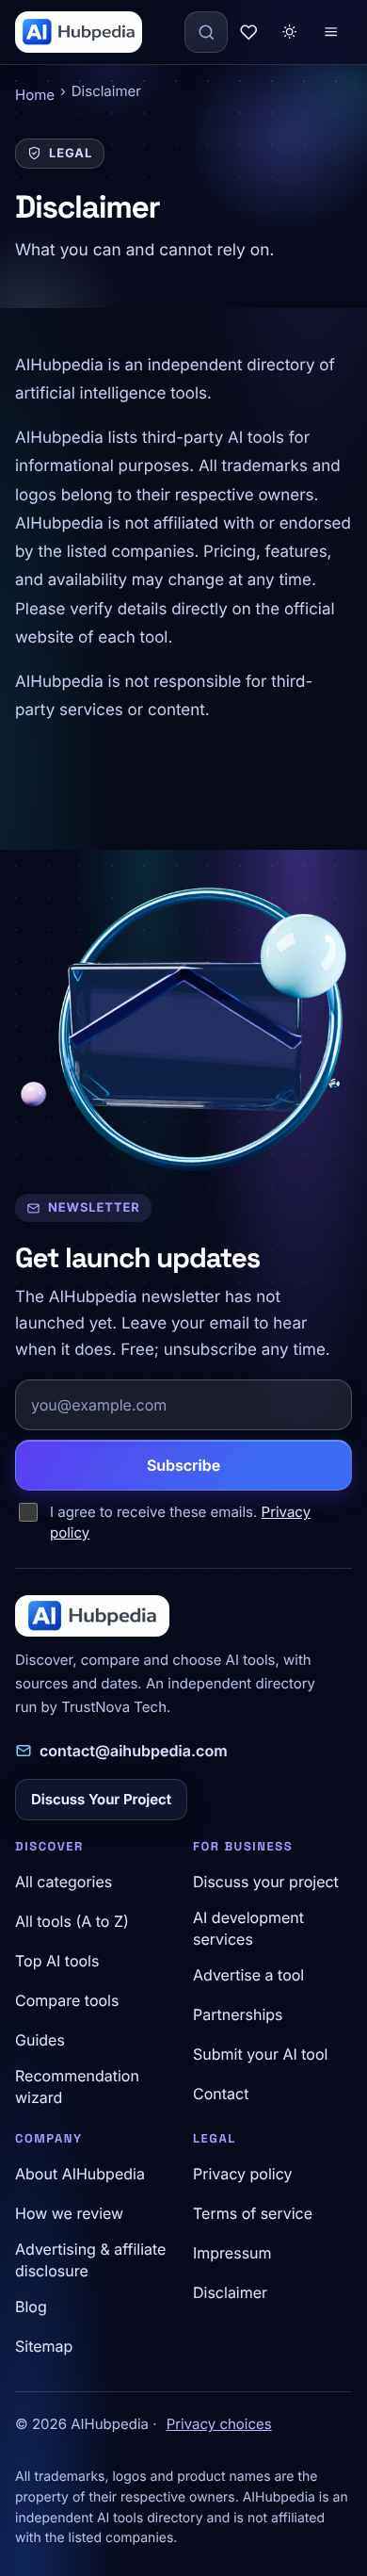 AI Hubpedia
Home › Disclaimer
LEGAL
Disclaimer
What you can and cannot rely on.
AIHubpedia is an independent directory of
artificial intelligence tools.
AIHubpedia lists third-party AI tools for
informational purposes. All trademarks and
logos belong to their respective owners.
AIHubpedia is not affiliated with or endorsed
by the listed companies. Pricing, features,
and availability may change at any time.
Please verify details directly on the official
website of each tool.
AIHubpedia is not responsible for third-
party services or content.
NEWSLETTER
Get launch updates
The AIHubpedia newsletter has not
launched yet. Leave your email to hear
when it does. Free; unsubscribe any time.
you@example.com
Subscribe
I agree to receive these emails. Privacy
policy
AI Hubpedia
Discover, compare and choose AI tools, with
sources and dates. An independent directory
run by TrustNova Tech.
contact@aihubpedia.com
Discuss Your Project
DISCOVER
All categories
All tools (A to Z)
Top AI tools
Compare tools
Guides
Recommendation
wizard
FOR BUSINESS
Discuss your project
AI development
services
Advertise a tool
Partnerships
Submit your AI tool
Contact
COMPANY
About AIHubpedia
How we review
Advertising & affiliate
disclosure
Blog
Sitemap
LEGAL
Privacy policy
Terms of service
Impressum
Disclaimer
© 2026 AIHubpedia · Privacy choices
All trademarks, logos and product names are the
property of their respective owners. AIHubpedia is an
independent AI tools directory and is not affiliated
with the listed companies.